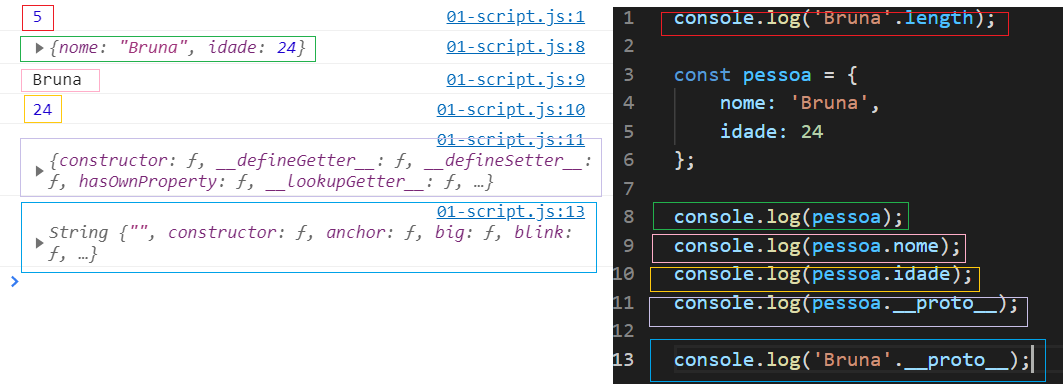 5 01-script.js:1
▶{nome: "Bruna", idade: 24} 01-script.js:8
Bruna 01-script.js:9
24 01-script.js:10
01-script.js:11
▶{constructor: ƒ, __defineGetter__: ƒ, __defineSetter__:
ƒ, hasOwnProperty: ƒ, __lookupGetter__: ƒ, …}
01-script.js:13
▶String {"", constructor: ƒ, anchor: ƒ, big: ƒ, blink:
ƒ, …}
>
1 console.log('Bruna'.length);
2
3 const pessoa = {
4 nome: 'Bruna',
5 idade: 24
6 };
7
8 console.log(pessoa);
9 console.log(pessoa.nome);
10 console.log(pessoa.idade);
11 console.log(pessoa.__proto__);
12
13 console.log('Bruna'.__proto__);